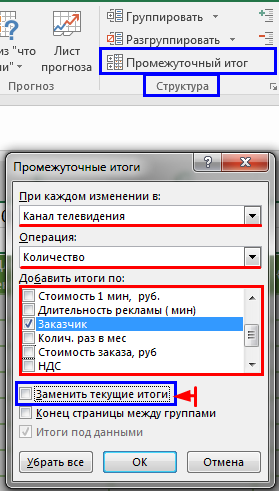 Группировать
Разгруппировать
Промежуточный итог
из "что
Лист
прогноза
Прогноз
Структура
Промежуточные итоги
При каждом изменении в:
Канал телевидения
Операция:
Количество
Добавить итоги по:
Стоимость 1 мин, руб.
Длительность рекламы ( мин)
Заказчик
Колич. раз в мес
Стоимость заказа, руб
НДС
Заменить текущие итоги
Конец страницы между группами
Итоги под данными
Убрать все
ОК
Отмена